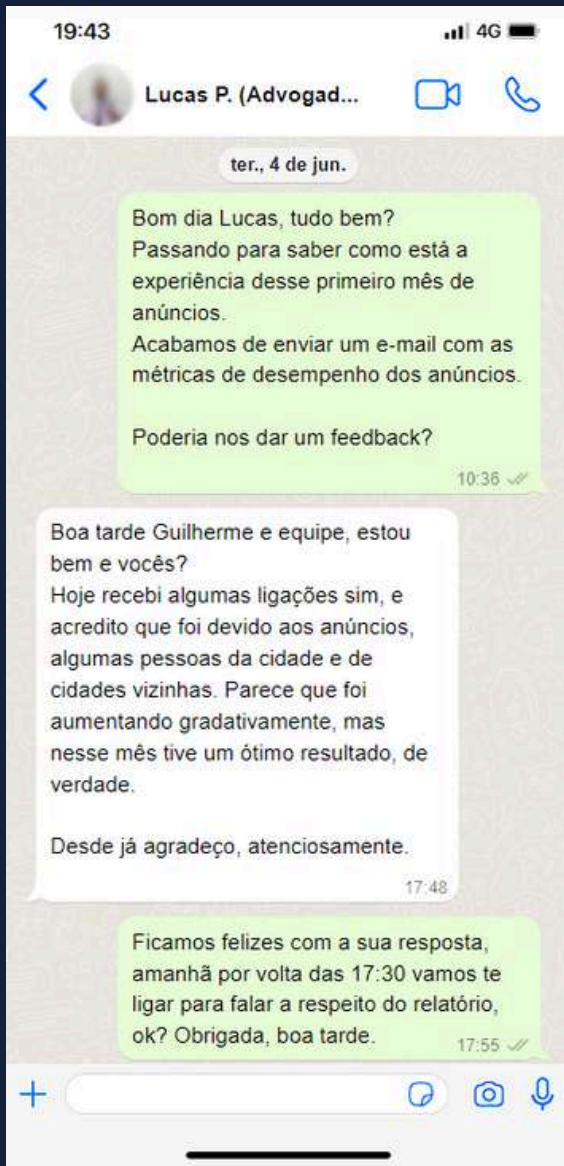 19:43
4G
Lucas P. (Advogad...
ter., 4 de jun.
Bom dia Lucas, tudo bem?
Passando para saber como está a
experiência desse primeiro mês de
anúncios.
Acabamos de enviar um e-mail com as
métricas de desempenho dos anúncios.
Poderia nos dar um feedback?
10:36
Boa tarde Guilherme e equipe, estou
bem e vocês?
Hoje recebi algumas ligações sim, e
acredito que foi devido aos anúncios,
algumas pessoas da cidade e de
cidades vizinhas. Parece que foi
aumentando gradativamente, mas
nesse mês tive um ótimo resultado, de
verdade.
Desde já agradeço, atenciosamente.
17:48
Ficamos felizes com a sua resposta,
amanhã por volta das 17:30 vamos te
ligar para falar a respeito do relatório,
ok? Obrigada, boa tarde.
17:55